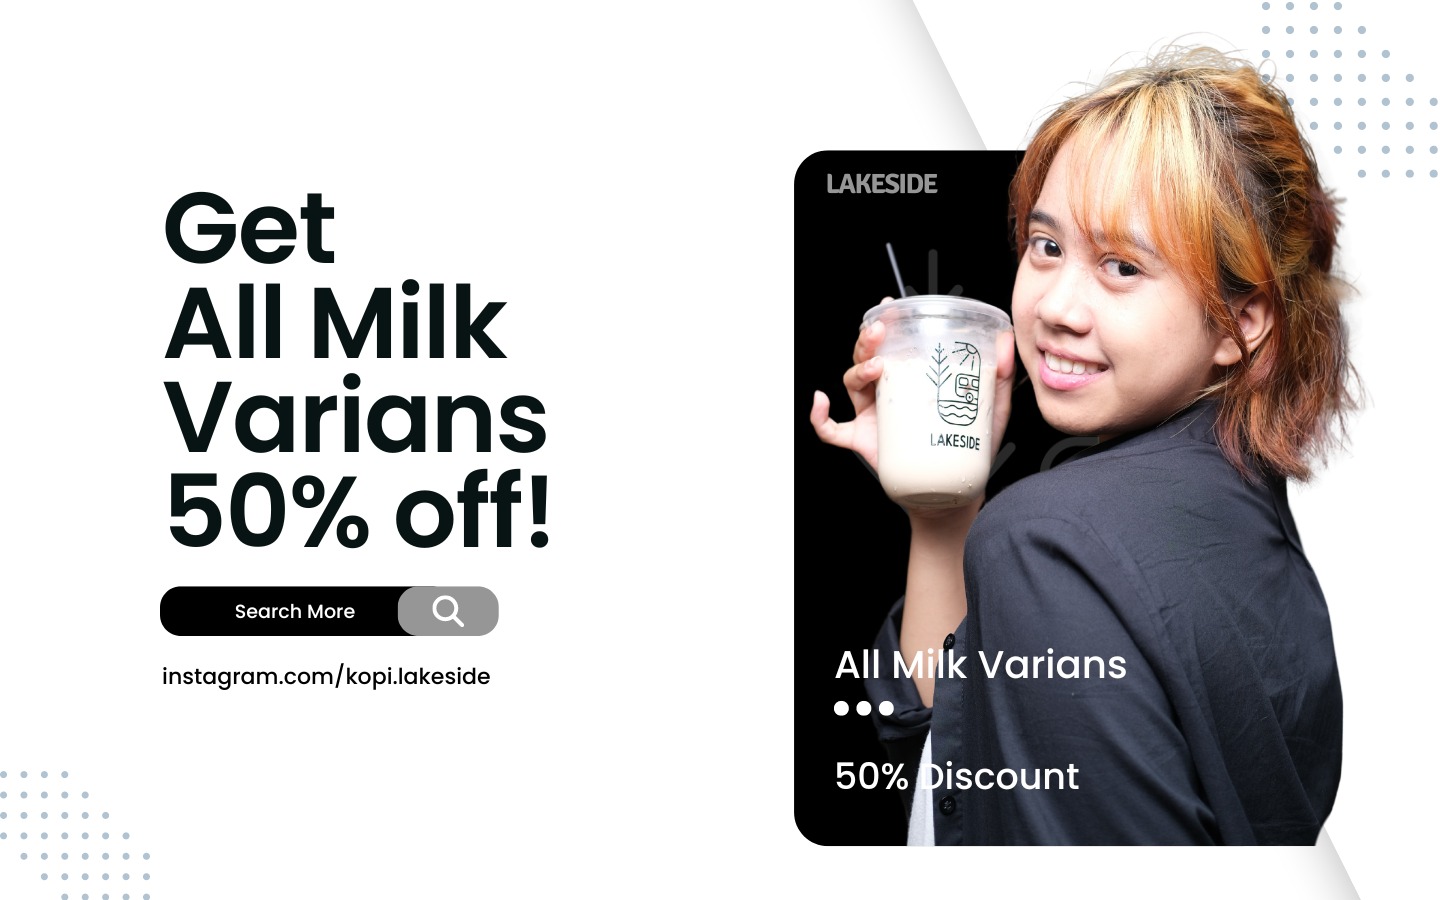 Get
All Milk
Varians
50% off!
Search More
instagram.com/kopi.lakeside
LAKESIDE
LAKESIDE
All Milk Varians
50% Discount